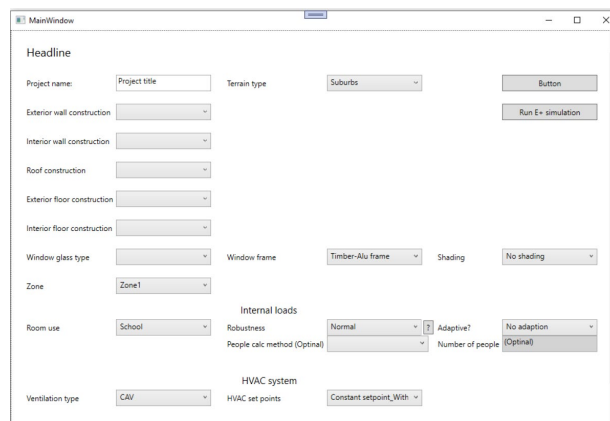 MainWindow
Headline
Project name: Project title Terrain type Suburbs Button
Exterior wall construction Run E+ simulation
Interior wall construction
Roof construction
Exterior floor construction
Interior floor construction
Window glass type Window frame Timber-Alu frame Shading No shading
Zone Zone1
Internal loads
Room use School Robustness Normal ? Adaptive? No adaption
People calc method (Optinal) Number of people (Optinal)
HVAC system
Ventilation type CAV HVAC set points Constant setpoint_With